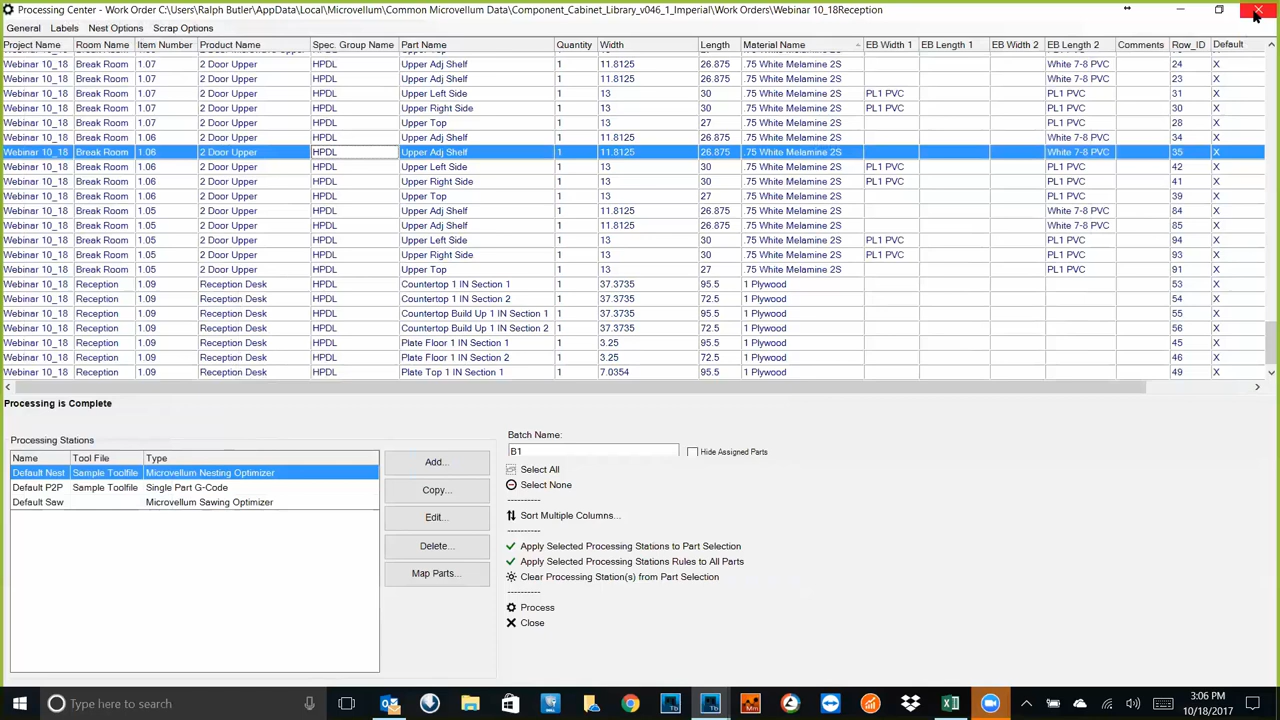 Processing Center - Work Order C:\Users\Ralph Butler\AppData\Local\Microvellum\Common Microvellum Data\Component_Cabinet_Library_v046_1_Imperial\Work Orders\Webinar 10_18Reception
General Labels Nest Options Scrap Options
Project Name Room Name Item Number Product Name Spec. Group Name Part Name Quantity Width Length Material Name EB Width 1 EB Length 1 EB Width 2 EB Length 2 Comments Row_ID Default
Webinar 10_18 Break Room 1.07 2 Door Upper HPDL Upper Adj Shelf 1 11.8125 26.875 .75 White Melamine 2S White 7-8 PVC 24 X
Webinar 10_18 Break Room 1.07 2 Door Upper HPDL Upper Adj Shelf 1 11.8125 26.875 .75 White Melamine 2S White 7-8 PVC 23 X
Webinar 10_18 Break Room 1.07 2 Door Upper HPDL Upper Left Side 1 13 30 .75 White Melamine 2S PL1 PVC PL1 PVC 31 X
Webinar 10_18 Break Room 1.07 2 Door Upper HPDL Upper Right Side 1 13 30 .75 White Melamine 2S PL1 PVC PL1 PVC 30 X
Webinar 10_18 Break Room 1.07 2 Door Upper HPDL Upper Top 1 13 27 .75 White Melamine 2S PL1 PVC 28 X
Webinar 10_18 Break Room 1.06 2 Door Upper HPDL Upper Adj Shelf 1 11.8125 26.875 .75 White Melamine 2S White 7-8 PVC 34 X
Webinar 10_18 Break Room 1.06 2 Door Upper HPDL Upper Adj Shelf 1 11.8125 26.875 .75 White Melamine 2S White 7-8 PVC 35 X
Webinar 10_18 Break Room 1.06 2 Door Upper HPDL Upper Left Side 1 13 30 .75 White Melamine 2S PL1 PVC PL1 PVC 42 X
Webinar 10_18 Break Room 1.06 2 Door Upper HPDL Upper Right Side 1 13 30 .75 White Melamine 2S PL1 PVC PL1 PVC 41 X
Webinar 10_18 Break Room 1.06 2 Door Upper HPDL Upper Top 1 13 27 .75 White Melamine 2S PL1 PVC 39 X
Webinar 10_18 Break Room 1.05 2 Door Upper HPDL Upper Adj Shelf 1 11.8125 26.875 .75 White Melamine 2S White 7-8 PVC 84 X
Webinar 10_18 Break Room 1.05 2 Door Upper HPDL Upper Adj Shelf 1 11.8125 26.875 .75 White Melamine 2S White 7-8 PVC 85 X
Webinar 10_18 Break Room 1.05 2 Door Upper HPDL Upper Left Side 1 13 30 .75 White Melamine 2S PL1 PVC PL1 PVC 94 X
Webinar 10_18 Break Room 1.05 2 Door Upper HPDL Upper Right Side 1 13 30 .75 White Melamine 2S PL1 PVC PL1 PVC 93 X
Webinar 10_18 Break Room 1.05 2 Door Upper HPDL Upper Top 1 13 27 .75 White Melamine 2S PL1 PVC 91 X
Webinar 10_18 Reception 1.09 Reception Desk HPDL Countertop 1 IN Section 1 1 37.3735 95.5 1 Plywood 53 X
Webinar 10_18 Reception 1.09 Reception Desk HPDL Countertop 1 IN Section 2 1 37.3735 72.5 1 Plywood 54 X
Webinar 10_18 Reception 1.09 Reception Desk HPDL Countertop Build Up 1 IN Section 1 1 37.3735 95.5 1 Plywood 55 X
Webinar 10_18 Reception 1.09 Reception Desk HPDL Countertop Build Up 1 IN Section 2 1 37.3735 72.5 1 Plywood 56 X
Webinar 10_18 Reception 1.09 Reception Desk HPDL Plate Floor 1 IN Section 1 1 3.25 95.5 1 Plywood 45 X
Webinar 10_18 Reception 1.09 Reception Desk HPDL Plate Floor 1 IN Section 2 1 3.25 72.5 1 Plywood 46 X
Webinar 10_18 Reception 1.09 Reception Desk HPDL Plate Top 1 IN Section 1 1 7.0354 95.5 1 Plywood 49 X
Processing is Complete
Processing Stations
Name Tool File Type
Default Nest Sample Toolfile Microvellum Nesting Optimizer
Default P2P Sample Toolfile Single Part G-Code
Default Saw Microvellum Sawing Optimizer
Add...
Copy...
Edit...
Delete...
Map Parts...
Batch Name:
B1
Hide Assigned Parts
Select All
Select None
----------
Sort Multiple Columns...
----------
Apply Selected Processing Stations to Part Selection
Apply Selected Processing Stations Rules to All Parts
Clear Processing Station(s) from Part Selection
----------
Process
Close
Type here to search
3:06 PM
10/18/2017